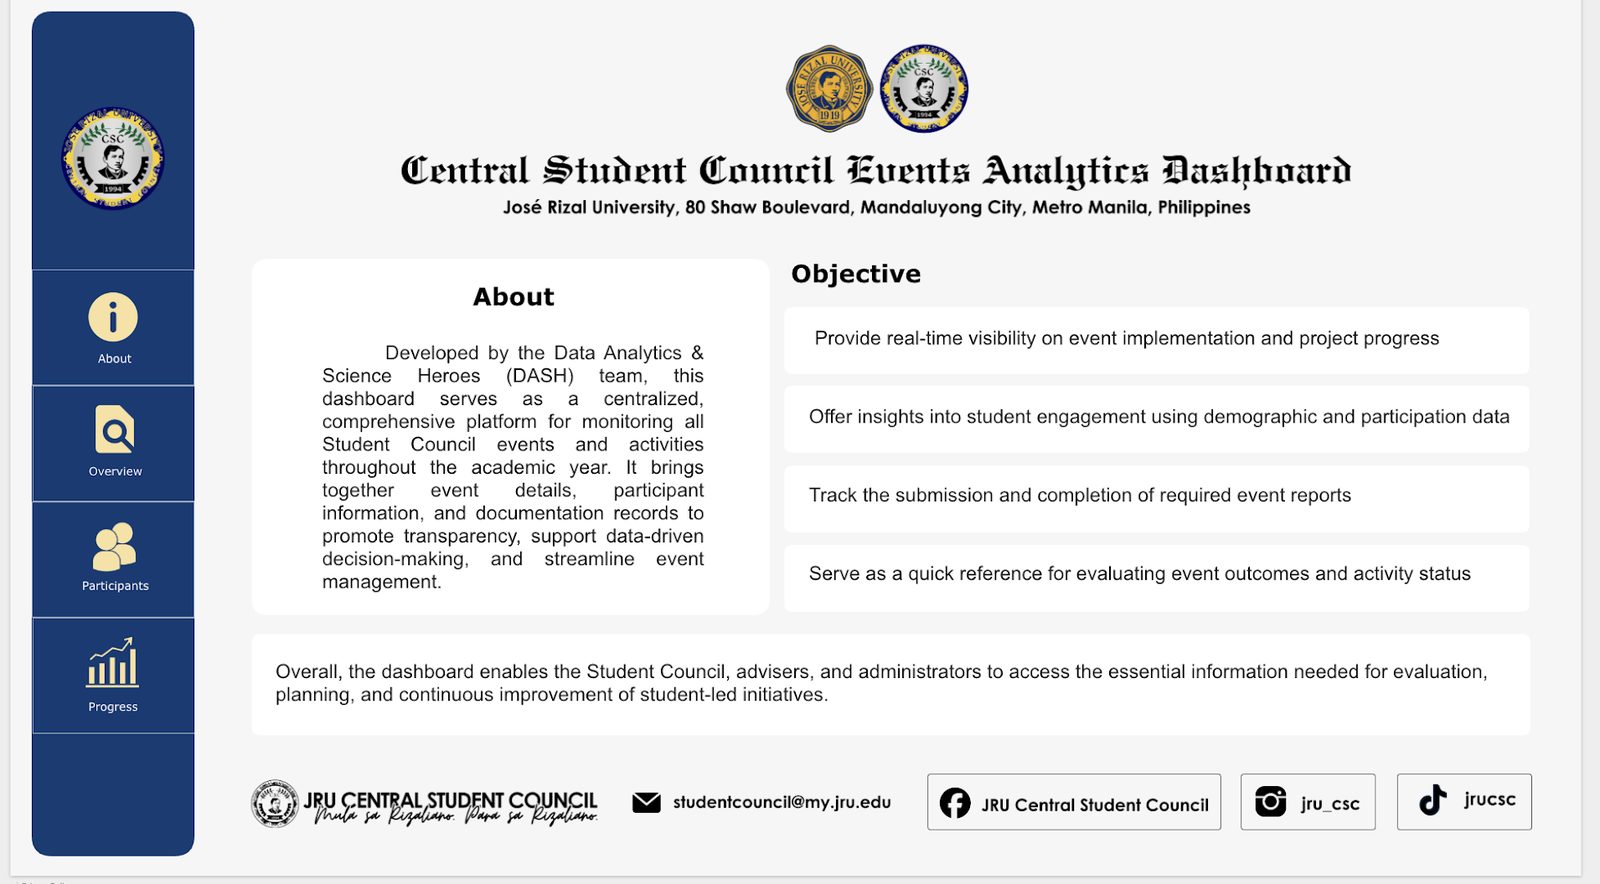 CSC
1994
About
Overview
Participants
Progress
JOSE RIZAL UNIVERSITY
1919
CSC
1994
Central Student Council Events Analytics Dashboard
José Rizal University, 80 Shaw Boulevard, Mandaluyong City, Metro Manila, Philippines
About
Developed by the Data Analytics &
Science Heroes (DASH) team, this
dashboard serves as a centralized,
comprehensive platform for monitoring all
Student Council events and activities
throughout the academic year. It brings
together event details, participant
information, and documentation records to
promote transparency, support data-driven
decision-making, and streamline event
management.
Objective
Provide real-time visibility on event implementation and project progress
Offer insights into student engagement using demographic and participation data
Track the submission and completion of required event reports
Serve as a quick reference for evaluating event outcomes and activity status
Overall, the dashboard enables the Student Council, advisers, and administrators to access the essential information needed for evaluation,
planning, and continuous improvement of student-led initiatives.
JRU CENTRAL STUDENT COUNCIL
Mula sa Rizaliano. Para sa Rizaliano.
studentcouncil@my.jru.edu
JRU Central Student Council
jru_csc
jrucsc